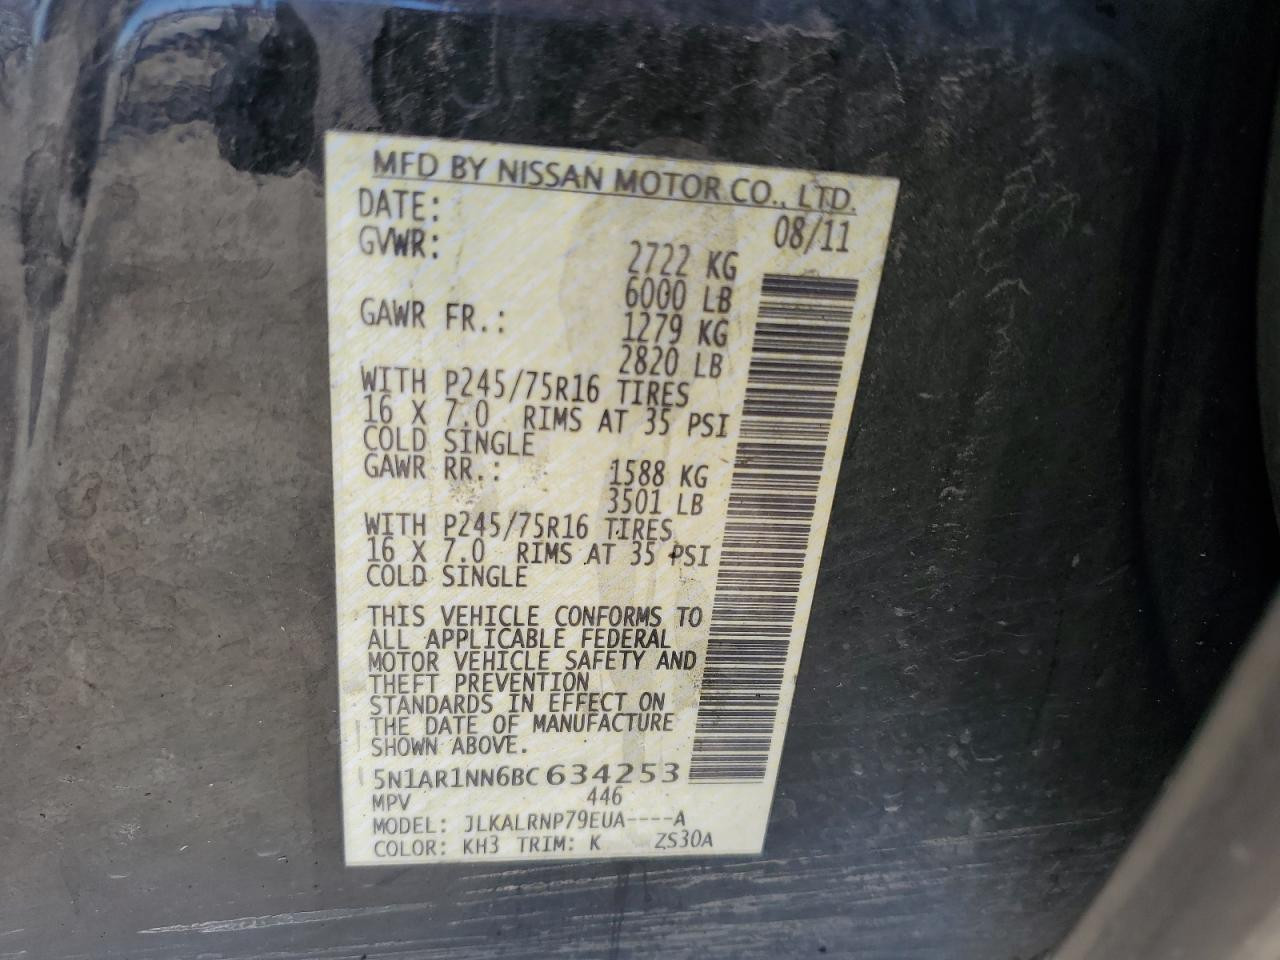 MFD BY NISSAN MOTOR CO., LTD.
DATE: 08/11
GVWR: 2722 KG
6000 LB
GAWR FR.: 1279 KG
2820 LB
WITH P245/75R16 TIRES
16 X 7.0 RIMS AT 35 PSI
COLD SINGLE
GAWR RR.: 1588 KG
3501 LB
WITH P245/75R16 TIRES
16 X 7.0 RIMS AT 35 PSI
COLD SINGLE
THIS VEHICLE CONFORMS TO
ALL APPLICABLE FEDERAL
MOTOR VEHICLE SAFETY AND
THEFT PREVENTION
STANDARDS IN EFFECT ON
THE DATE OF MANUFACTURE
SHOWN ABOVE.
5N1AR1NN6BC634253
MPV 446
MODEL: JLKALRNP79EUA----A
COLOR: KH3 TRIM: K ZS30A